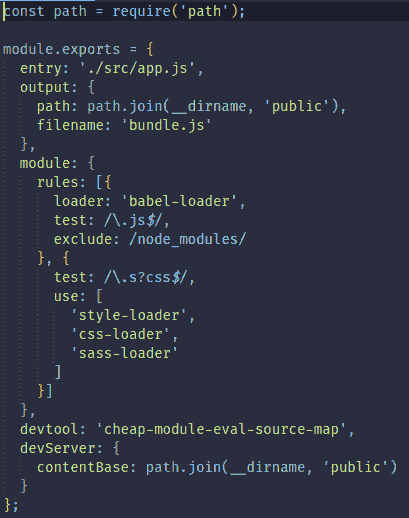 const path = require('path');

module.exports = {
  entry: './src/app.js',
  output: {
    path: path.join(__dirname, 'public'),
    filename: 'bundle.js'
  },
  module: {
    rules: [{
      loader: 'babel-loader',
      test: /\.js$/,
      exclude: /node_modules/
    }, {
      test: /\.s?css$/,
      use: [
        'style-loader',
        'css-loader',
        'sass-loader'
      ]
    }]
  },
  devtool: 'cheap-module-eval-source-map',
  devServer: {
    contentBase: path.join(__dirname, 'public')
  }
};